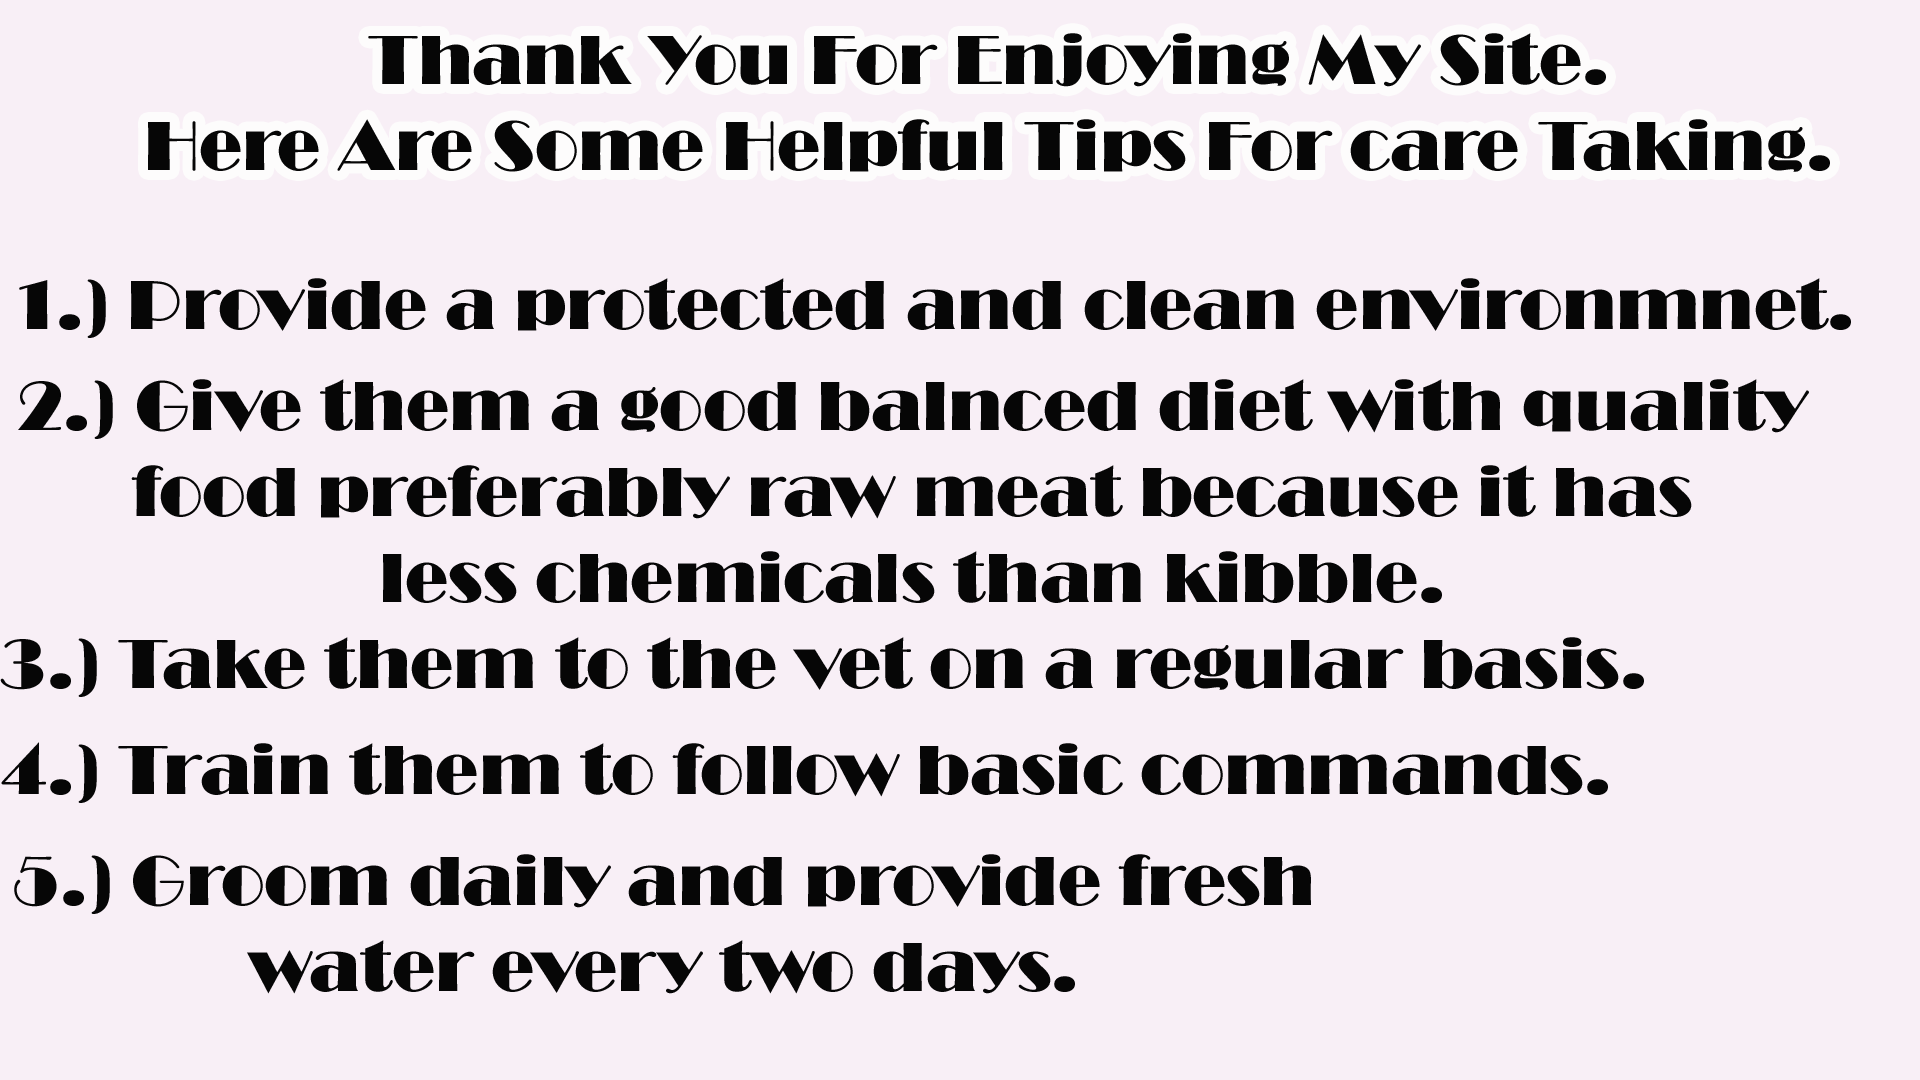 Thank You For Enjoying My Site.
Here Are Some Helpful Tips For care Taking.
1.) Provide a protected and clean environmnet.
2.) Give them a good balnced diet with quality
food preferably raw meat because it has
less chemicals than kibble.
3.) Take them to the vet on a regular basis.
4.) Train them to follow basic commands.
5.) Groom daily and provide fresh
water every two days.